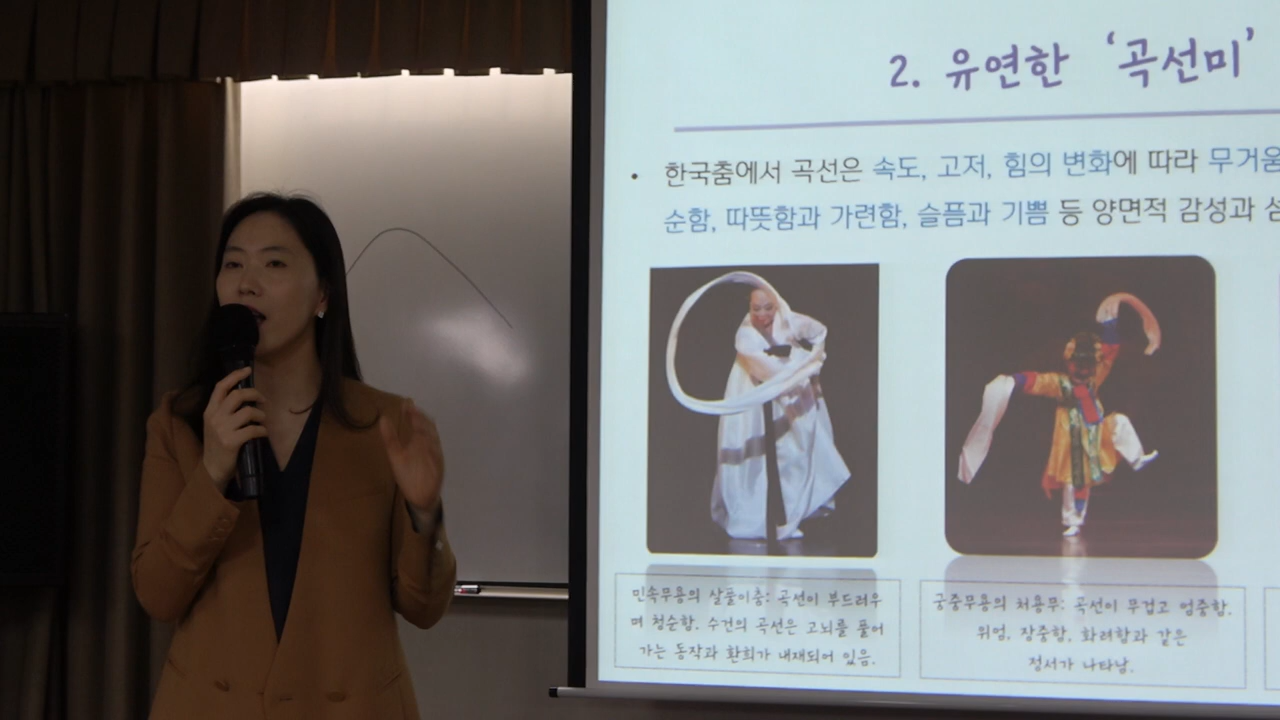 2. 유연한 ‘곡선미’
• 한국춤에서 곡선은 속도, 고저, 힘의 변화에 따라 무거움
순함, 따뜻함과 가련함, 슬픔과 기쁨 등 양면적 감성과 심
민속무용의 살풀이춤: 곡선이 부드러우
며 청순함. 수건의 곡선은 고뇌를 풀어
가는 동작과 환희가 내재되어 있음.
궁중무용의 처용무: 곡선이 무겁고 엄중함.
위엄, 장중함, 화려함과 같은
정서가 나타남.